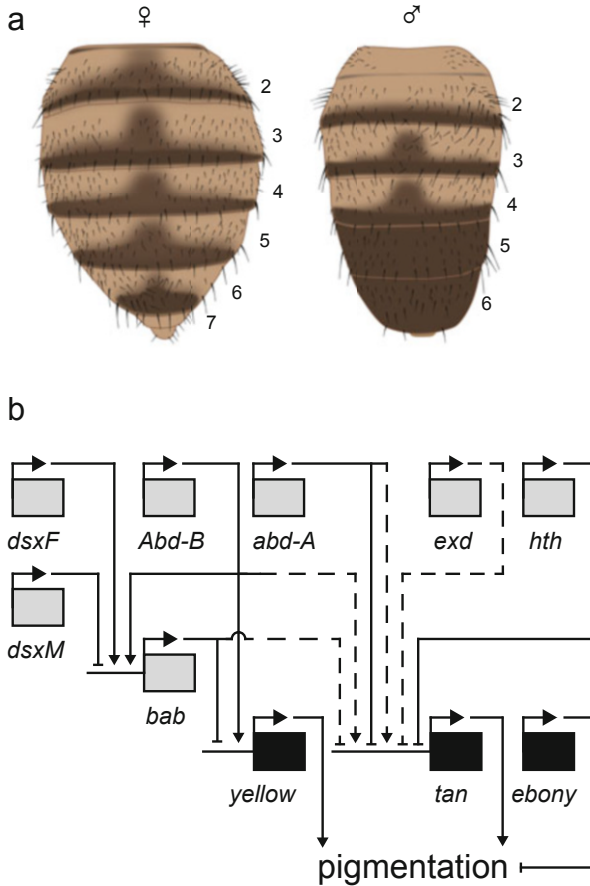 a
♀ ♂
2 2
3 3
4 4
5 5
6 6
7
b
dsxF Abd-B abd-A exd hth
dsxM
bab
yellow tan ebony
pigmentation